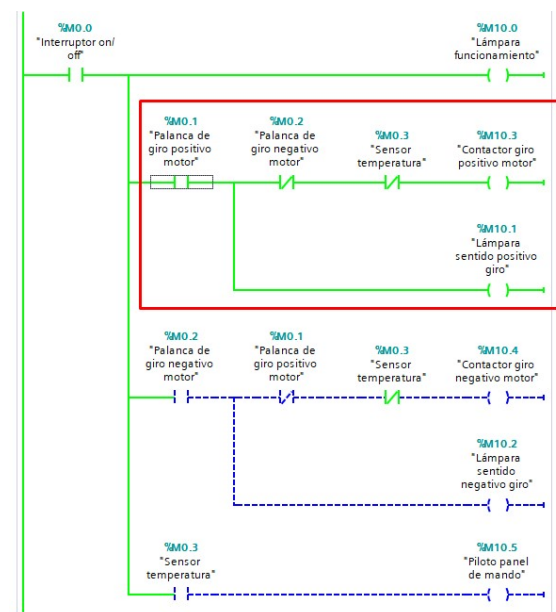 %M0.0
"Interruptor on/
off"
%M10.0
"Lámpara
funcionamiento"
%M0.1
"Palanca de
giro positivo
motor"
%M0.2
"Palanca de
giro negativo
motor"
%M0.3
"Sensor
temperatura"
%M10.3
"Contactor giro
positivo motor"
%M10.1
"Lámpara
sentido positivo
giro"
%M0.2
"Palanca de
giro negativo
motor"
%M0.1
"Palanca de
giro positivo
motor"
%M0.3
"Sensor
temperatura"
%M10.4
"Contactor giro
negativo motor"
%M10.2
"Lámpara
sentido
negativo giro"
%M0.3
"Sensor
temperatura"
%M10.5
"Piloto panel
de mando"